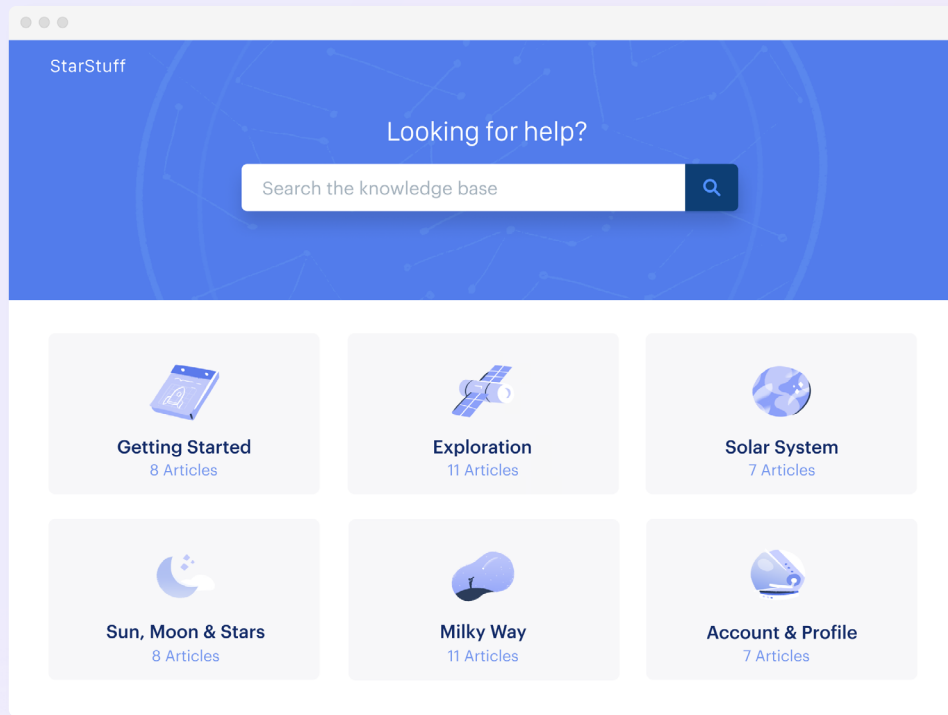 StarStuff
Looking for help?
Search the knowledge base
Getting Started
8 Articles
Exploration
11 Articles
Solar System
7 Articles
Sun, Moon & Stars
8 Articles
Milky Way
11 Articles
Account & Profile
7 Articles